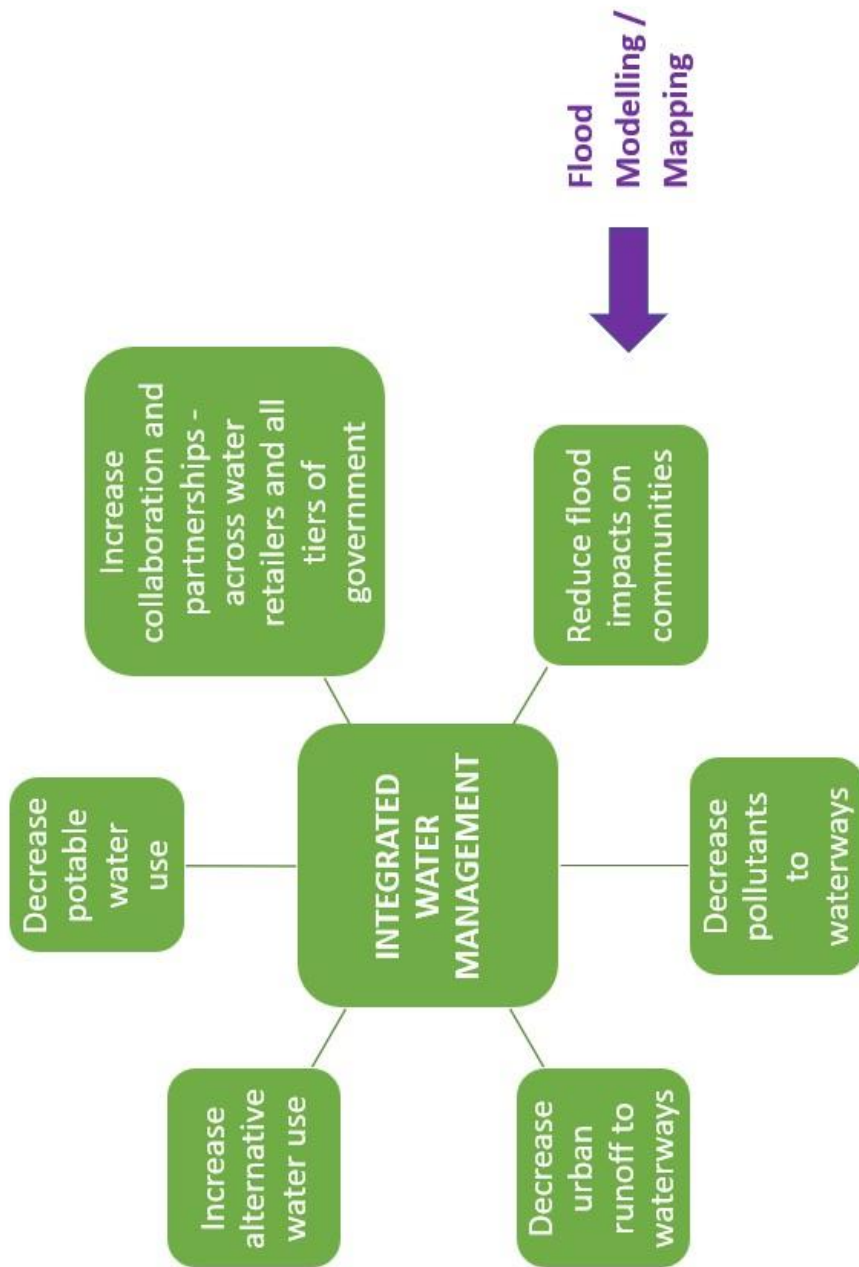 Decrease
potable
water
use
Increase
collaboration and
partnerships -
across water
retailers and all
tiers of
government
Increase
alternative
water use
INTEGRATED
WATER
MANAGEMENT
Decrease
urban
runoff to
waterways
Reduce flood
impacts on
communities
Flood
Modelling /
Mapping
Decrease
pollutants
to
waterways